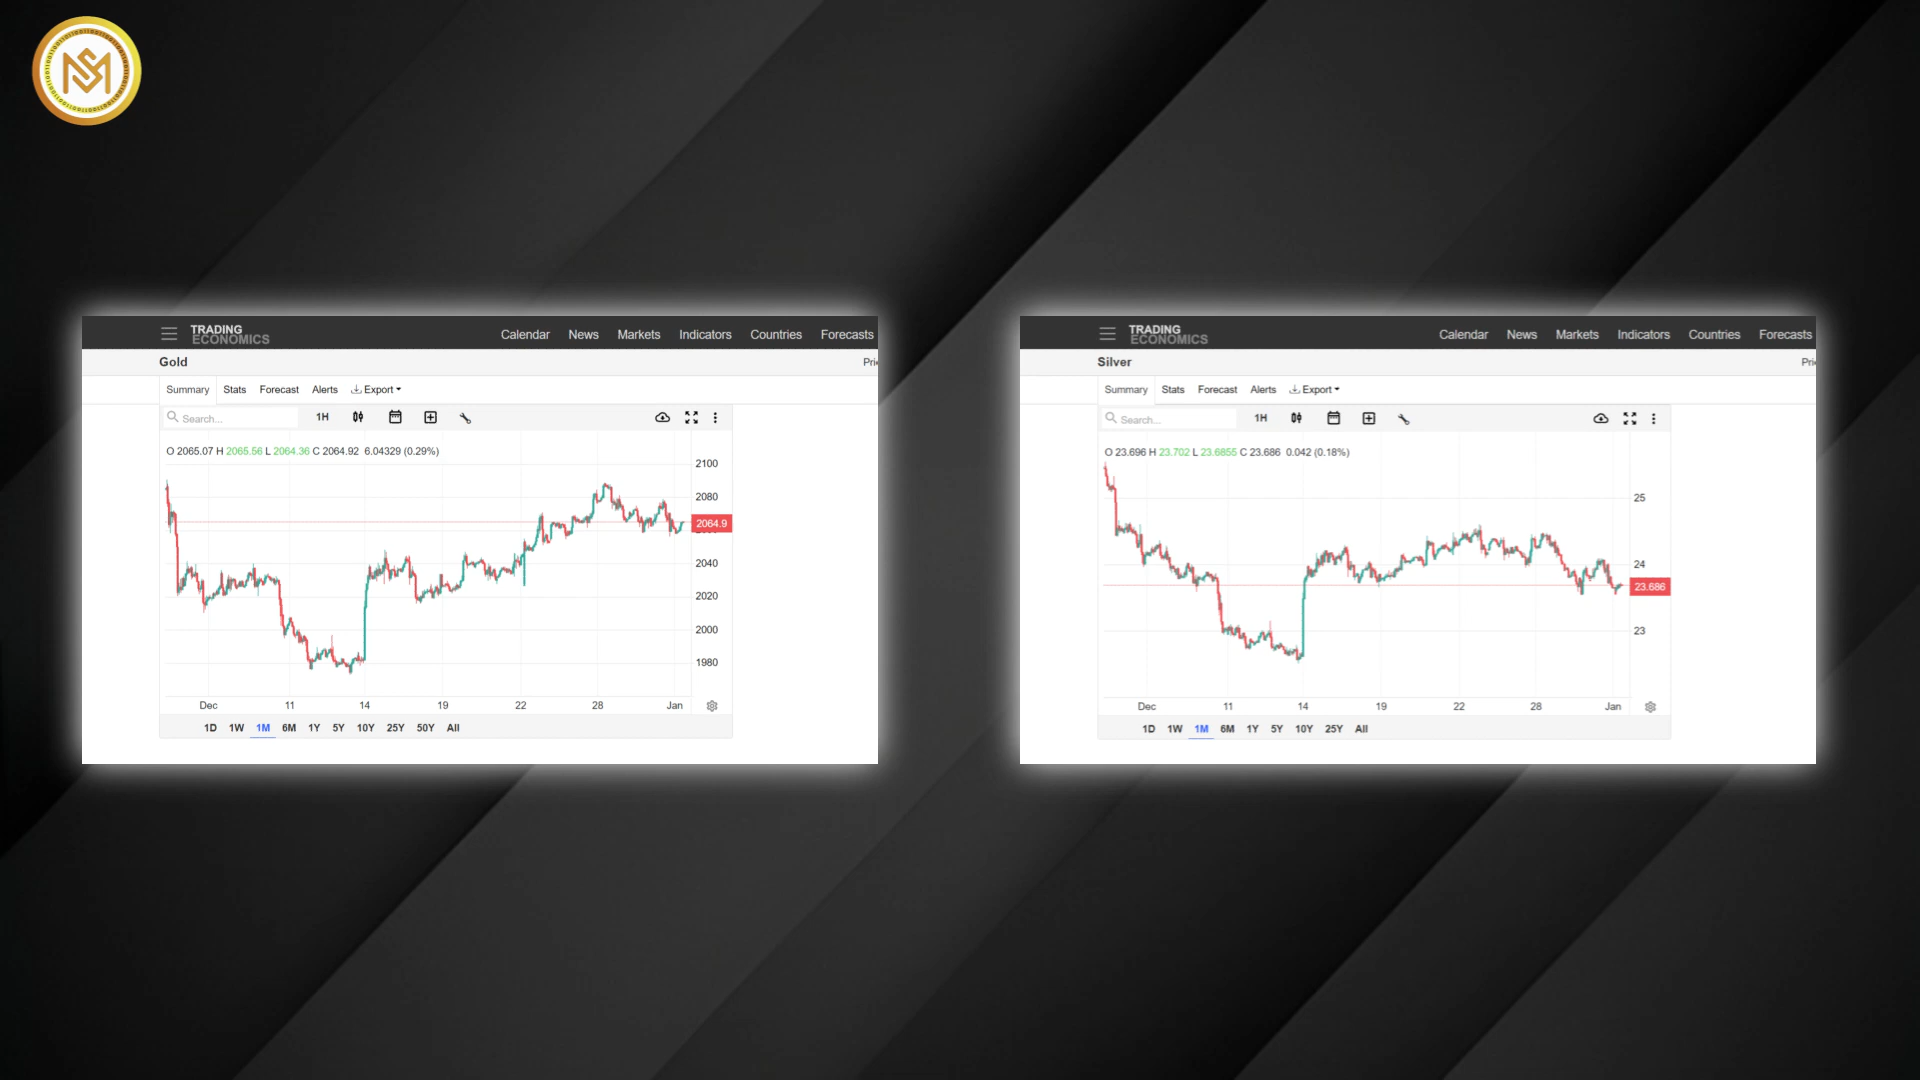 TRADING
ECONOMICS
Calendar News Markets Indicators Countries Forecasts
Gold
Summary Stats Forecast Alerts Export
Search... 1H
O 2065.07 H 2065.56 L 2064.36 C 2064.92 6.04329 (0.29%)
2100
2080
2064.9
2040
2020
2000
1980
Dec 11 14 19 22 28 Jan
1D 1W 1M 6M 1Y 5Y 10Y 25Y 50Y All
TRADING
ECONOMICS
Calendar News Markets Indicators Countries Forecasts
Silver
Summary Stats Forecast Alerts Export
Search... 1H
O 23.696 H 23.702 L 23.6855 C 23.686 0.042 (0.18%)
25
24
23.686
23
Dec 11 14 19 22 28 Jan
1D 1W 1M 6M 1Y 5Y 10Y 25Y All